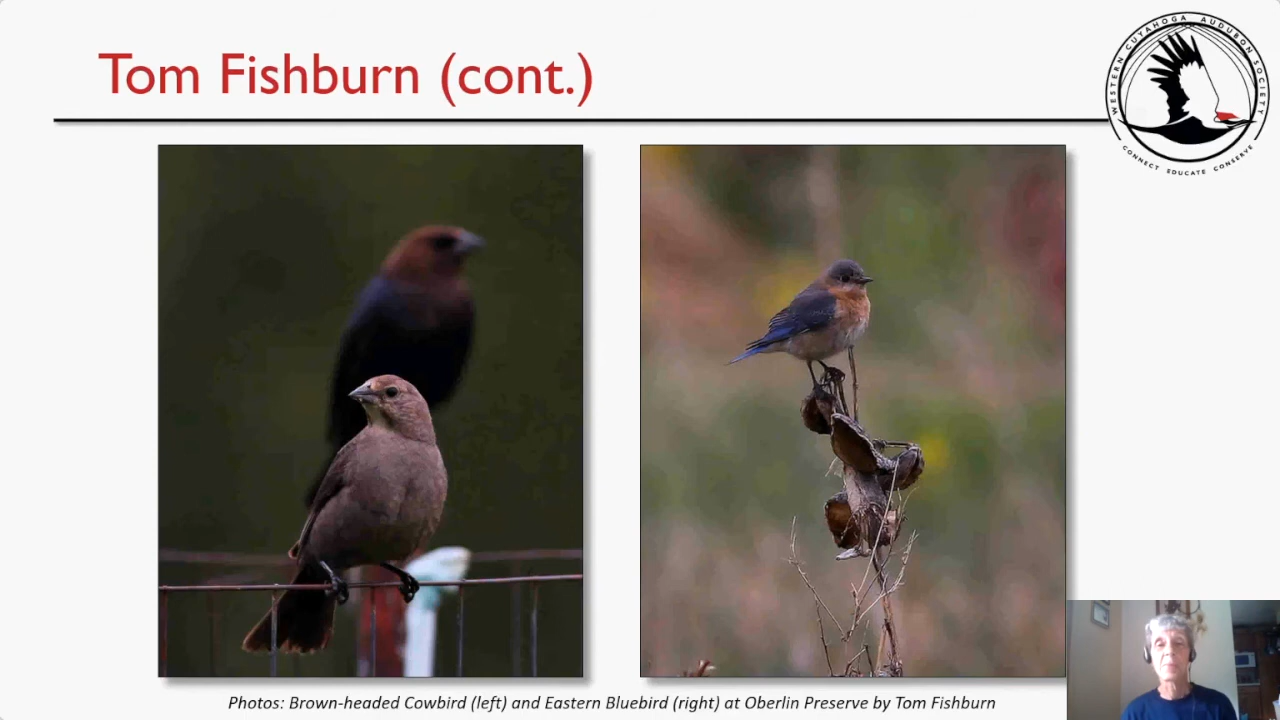 Tom Fishburn (cont.)
WESTERN CUYAHOGA AUDUBON SOCIETY
CONNECT EDUCATE CONSERVE
Photos: Brown-headed Cowbird (left) and Eastern Bluebird (right) at Oberlin Preserve by Tom Fishburn